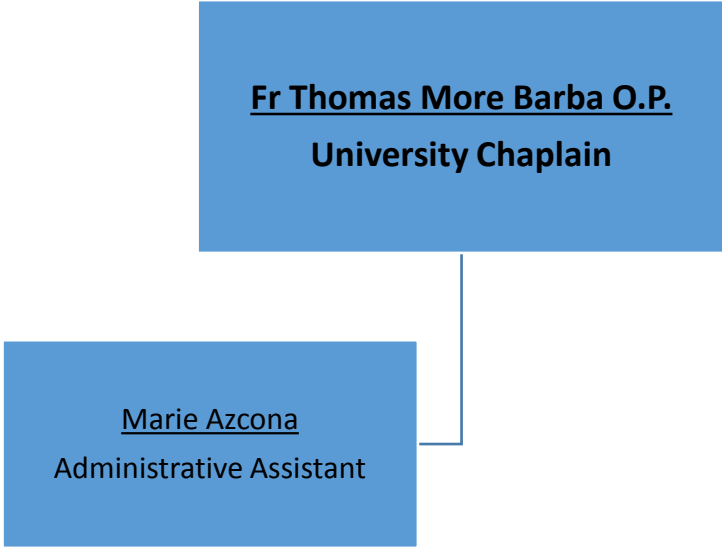 Fr Thomas More Barba O.P.
University Chaplain
Marie Azcona
Administrative Assistant